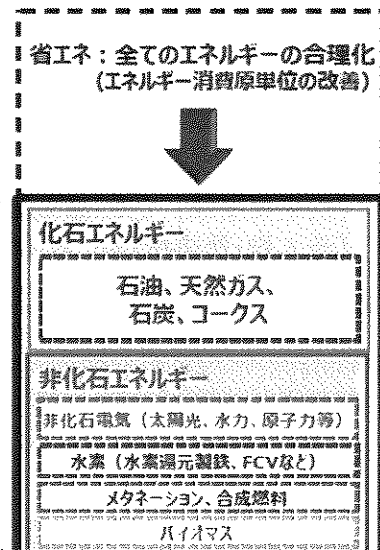 省エネ：全てのエネルギーの合理化
(エネルギー消費原単位の改善)
化石エネルギー
石油、天然ガス、
石炭、コークス
非化石エネルギー
非化石電気（太陽光、水力、原子力等）
水素（水素還元製鉄、FCVなど）
メタネーション、合成燃料
バイオマス